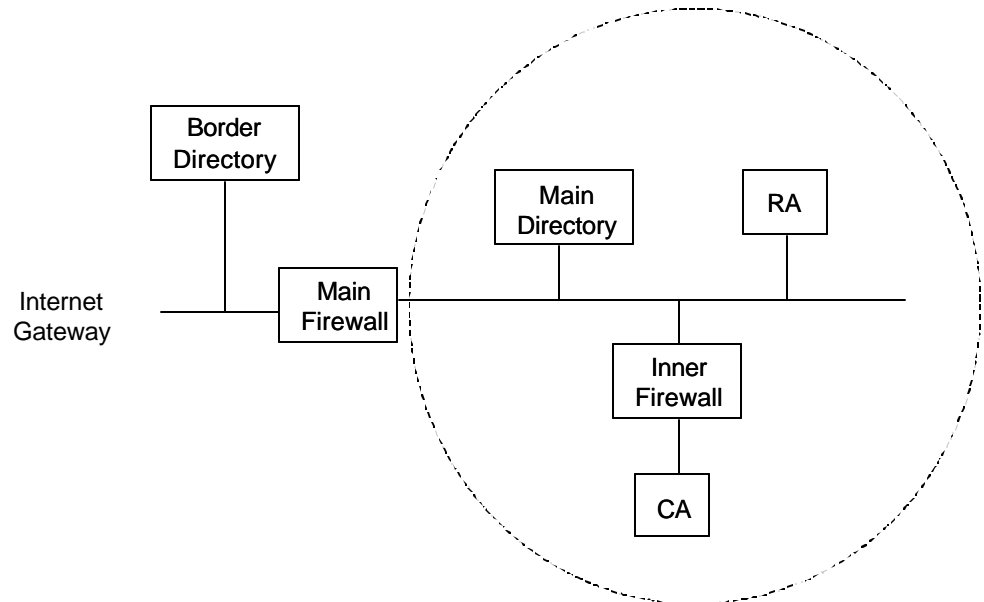 Border
Directory
Main
Directory
RA
Internet
Gateway
Main
Firewall
Inner
Firewall
CA